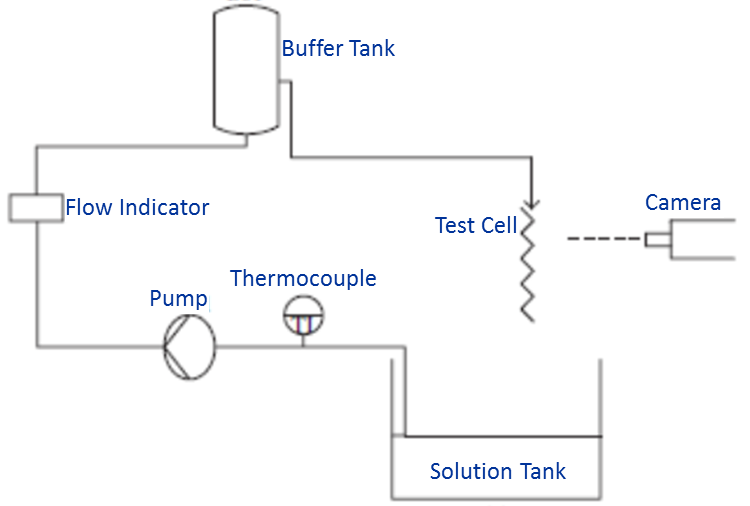 Buffer Tank
Flow Indicator
Camera
Test Cell
Thermocouple
Pump
Solution Tank